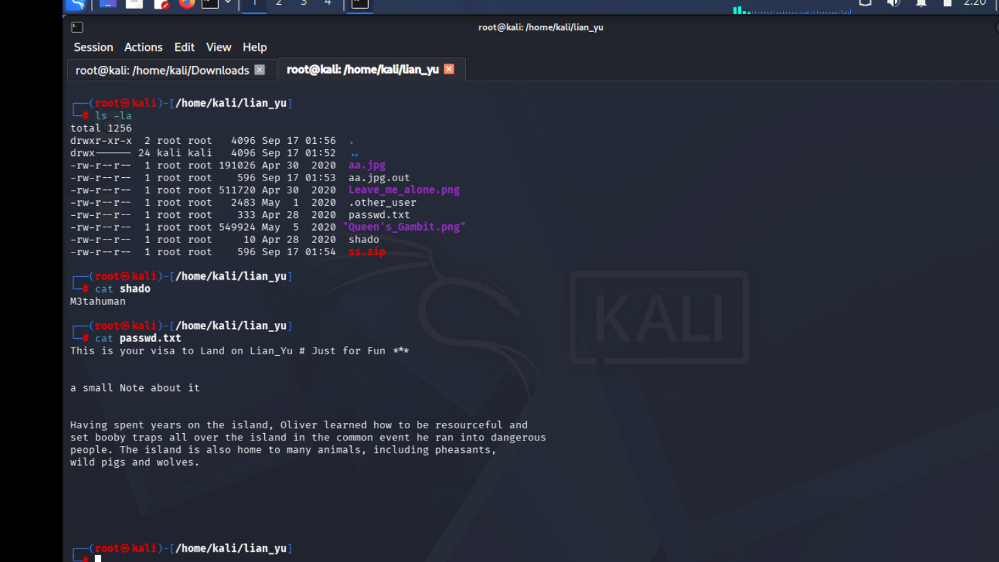 1 2 3 4
2:20
root@kali: /home/kali/lian_yu
Session Actions Edit View Help
root@kali: /home/kali/Downloads
root@kali: /home/kali/lian_yu
┌──(root㉿kali)-[/home/kali/lian_yu]
└─# ls -la
total 1256
drwxr-xr-x 2 root root 4096 Sep 17 01:56 .
drwx------ 24 kali kali 4096 Sep 17 01:52 ..
-rw-r--r-- 1 root root 191026 Apr 30 2020 aa.jpg
-rw-r--r-- 1 root root 596 Sep 17 01:53 aa.jpg.out
-rw-r--r-- 1 root root 511720 Apr 30 2020 Leave_me_alone.png
-rw-r--r-- 1 root root 2483 May 1 2020 .other_user
-rw-r--r-- 1 root root 333 Apr 28 2020 passwd.txt
-rw-r--r-- 1 root root 549924 May 5 2020 "Queen's_Gambit.png"
-rw-r--r-- 1 root root 10 Apr 28 2020 shado
-rw-r--r-- 1 root root 596 Sep 17 01:54 ss.zip
┌──(root㉿kali)-[/home/kali/lian_yu]
└─# cat shado
M3tahuman
┌──(root㉿kali)-[/home/kali/lian_yu]
└─# cat passwd.txt
This is your visa to Land on Lian_Yu # Just for Fun ***
a small Note about it
Having spent years on the island, Oliver learned how to be resourceful and
set booby traps all over the island in the common event he ran into dangerous
people. The island is also home to many animals, including pheasants,
wild pigs and wolves.
┌──(root㉿kali)-[/home/kali/lian_yu]
└─#
KALI